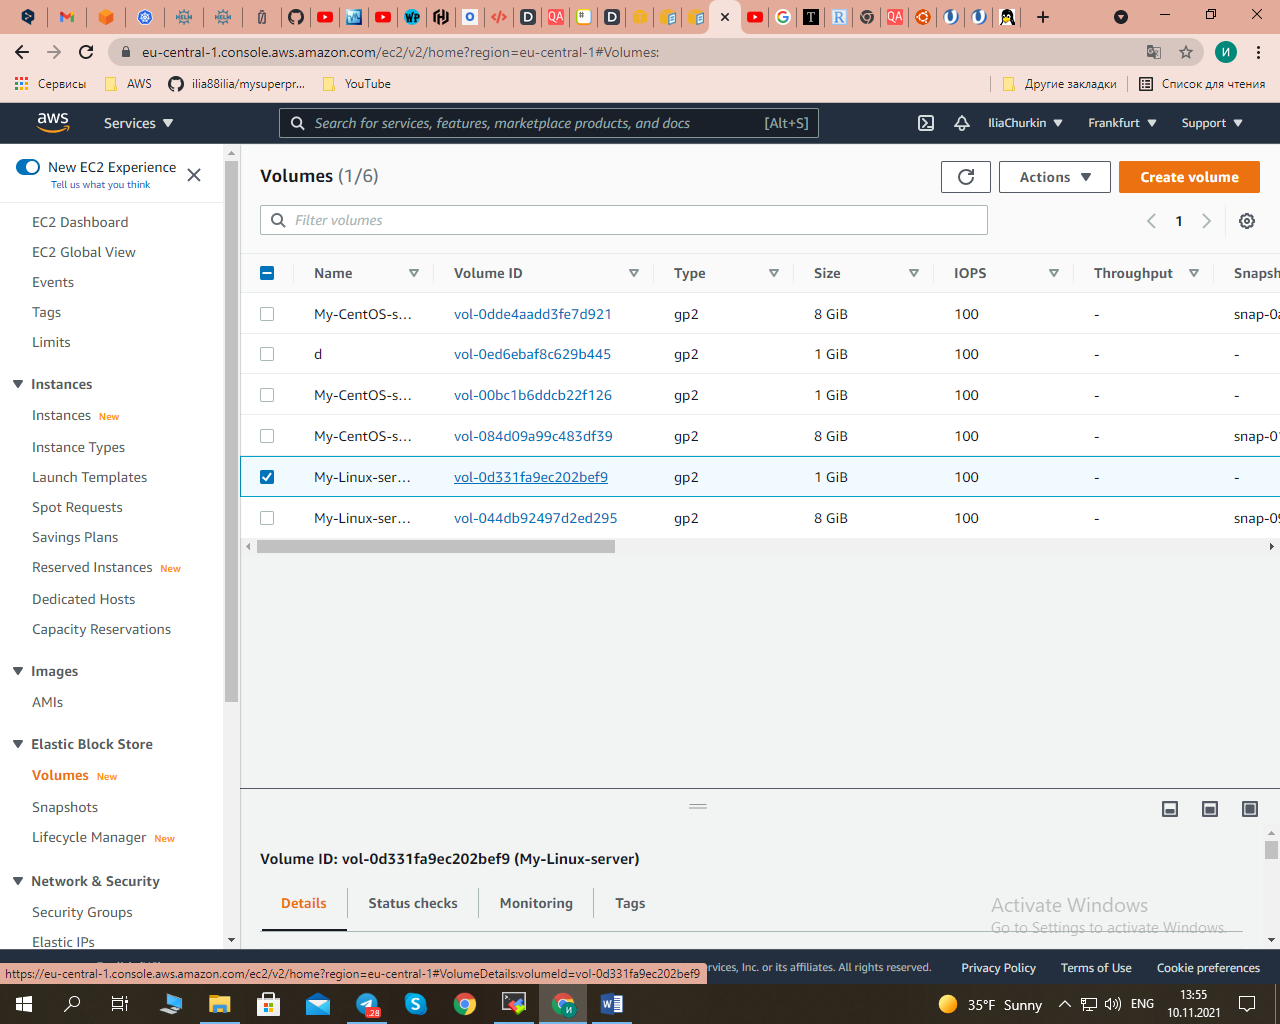 eu-central-1.console.aws.amazon.com/ec2/v2/home?region=eu-central-1#Volumes:
И
Сервисы
AWS
ilia88ilia/mysuperpr...
YouTube
Другие закладки
Список для чтения
aws
Services
Search for services, features, marketplace products, and docs
[Alt+S]
IliaChurkin
Frankfurt
Support
New EC2 Experience
Tell us what you think
EC2 Dashboard
EC2 Global View
Events
Tags
Limits
Instances
Instances New
Instance Types
Launch Templates
Spot Requests
Savings Plans
Reserved Instances New
Dedicated Hosts
Capacity Reservations
Images
AMIs
Elastic Block Store
Volumes New
Snapshots
Lifecycle Manager New
Network & Security
Security Groups
Elastic IPs
Volumes (1/6)
Actions
Create volume
Filter volumes
1
Name Volume ID Type Size IOPS Throughput Snapsh
My-CentOS-s... vol-0dde4aadd3fe7d921 gp2 8 GiB 100 - snap-0a
d vol-0ed6ebaf8c629b445 gp2 1 GiB 100 - -
My-CentOS-s... vol-00bc1b6ddcb22f126 gp2 1 GiB 100 - -
My-CentOS-s... vol-084d09a99c483df39 gp2 8 GiB 100 - snap-01
My-Linux-ser... vol-0d331fa9ec202bef9 gp2 1 GiB 100 - -
My-Linux-ser... vol-044db92497d2ed295 gp2 8 GiB 100 - snap-09
Volume ID: vol-0d331fa9ec202bef9 (My-Linux-server)
Details
Status checks
Monitoring
Tags
Activate Windows
Go to Settings to activate Windows.
https://eu-central-1.console.aws.amazon.com/ec2/v2/home?region=eu-central-1#VolumeDetails:volumeId=vol-0d331fa9ec202bef9
ervices, Inc. or its affiliates. All rights reserved.
Privacy Policy
Terms of Use
Cookie preferences
35°F Sunny
ENG
13:55
10.11.2021